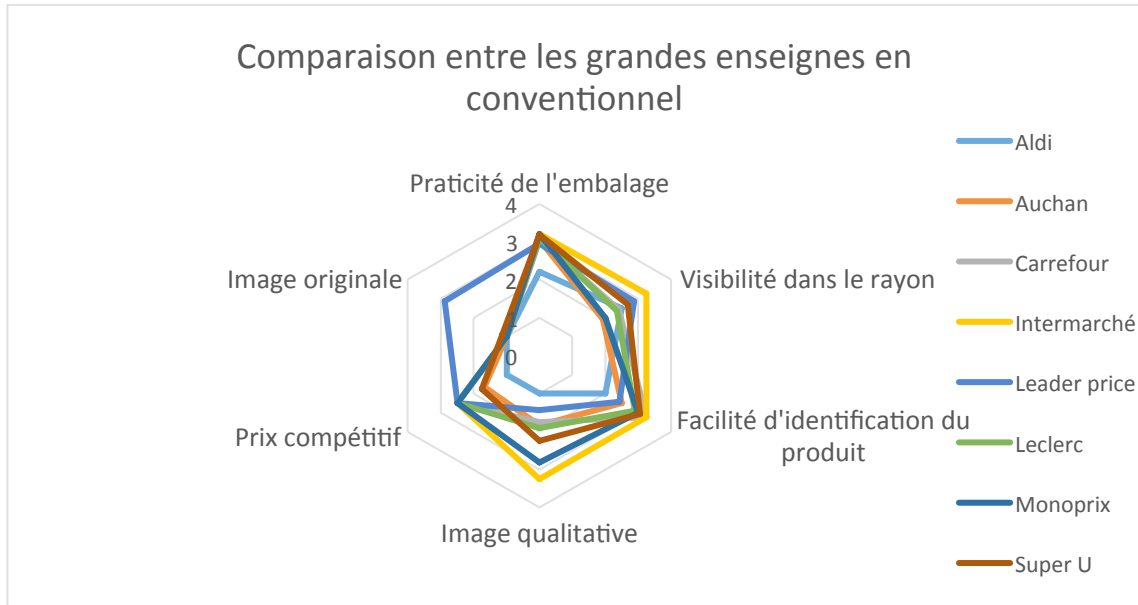 Comparaison entre les grandes enseignes en
conventionnel
Praticité de l'embalage
4
3
2
1
0
Visibilité dans le rayon
Facilité d'identification du
produit
Image qualitative
Prix compétitif
Image originale
Aldi
Auchan
Carrefour
Intermarché
Leader price
Leclerc
Monoprix
Super U